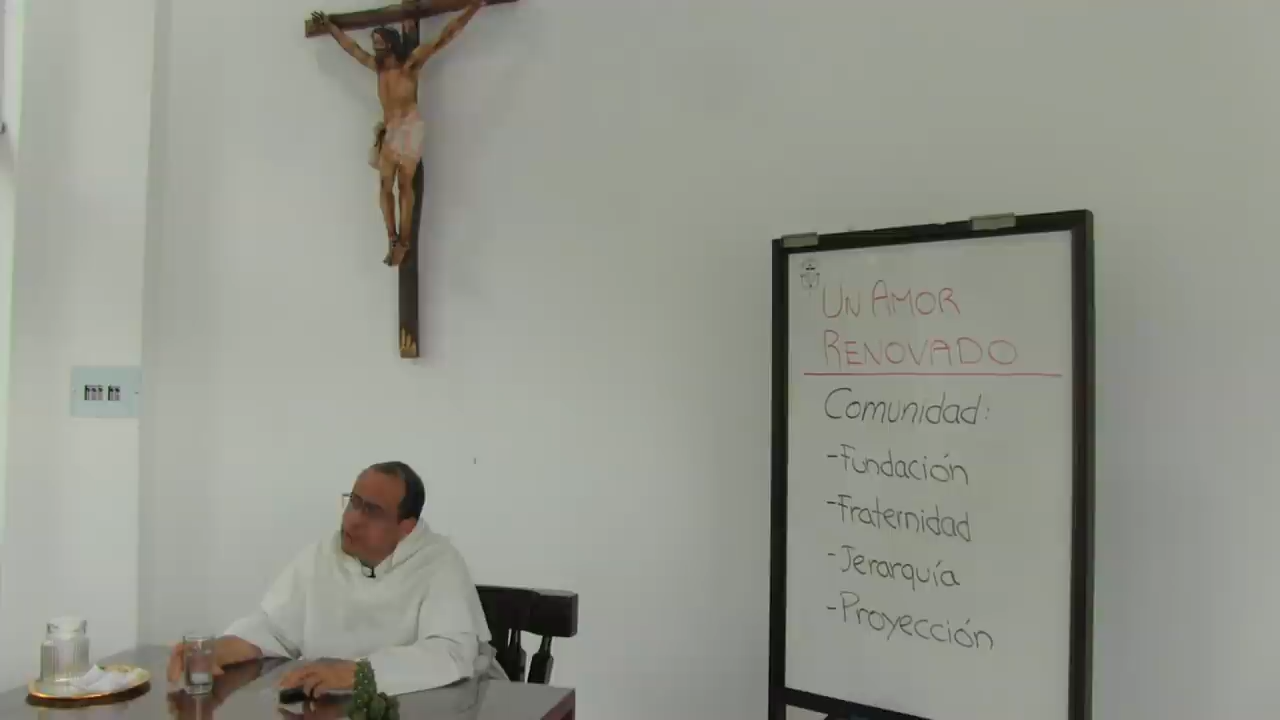 UN AMOR
RENOVADO
Comunidad:
-Fundación
-Fraternidad
-Jerarquía
-Proyección